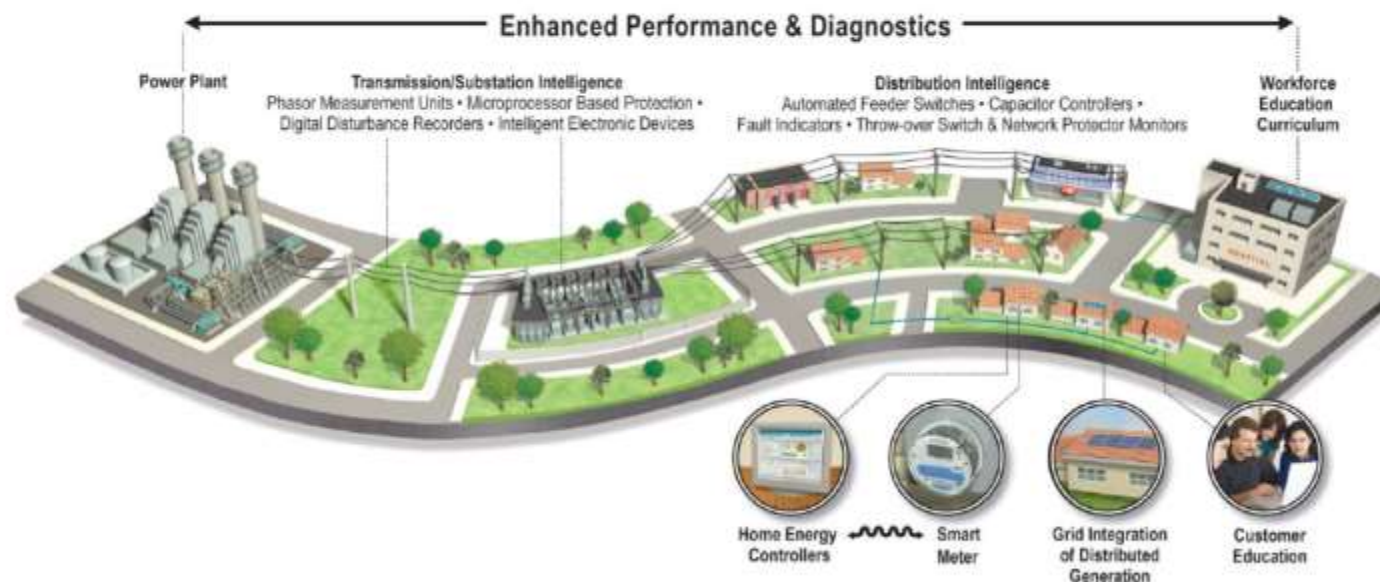 Enhanced Performance & Diagnostics
Power Plant
Transmission/Substation Intelligence
Phasor Measurement Units • Microprocessor Based Protection •
Digital Disturbance Recorders • Intelligent Electronic Devices
Distribution Intelligence
Automated Feeder Switches • Capacitor Controllers •
Fault Indicators • Throw-over Switch & Network Protector Monitors
Workforce
Education
Curriculum
HOSPITAL
Home Energy
Controllers
Smart
Meter
Grid Integration
of Distributed
Generation
Customer
Education